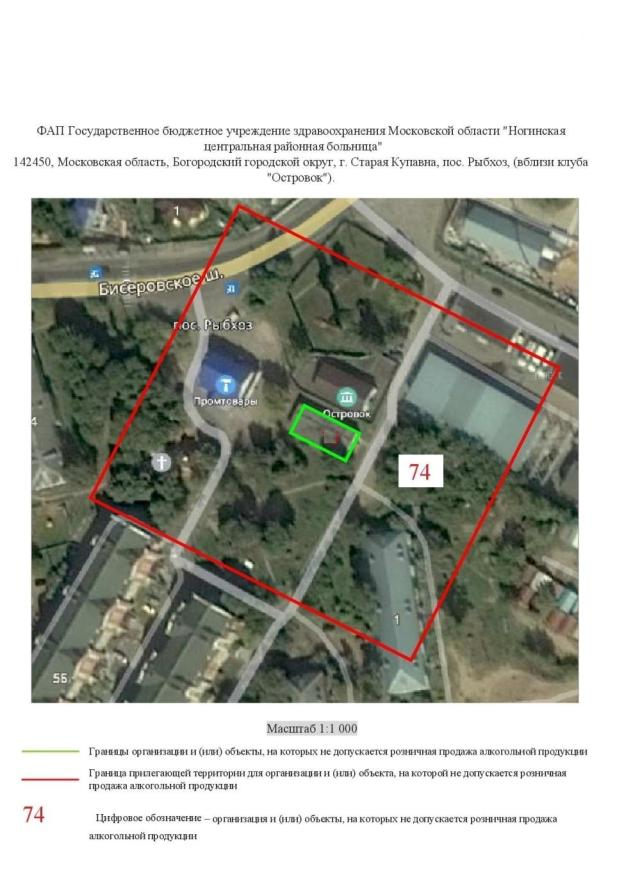 ФАП Государственное бюджетное учреждение здравоохранения Московской области "Ногинская
центральная районная больница"
142450, Московская область, Богородский городской округ, г. Старая Купавна, пос. Рыбхоз, (вблизи клуба
"Островок").
1
Бисеровское ш.
пос. Рыбхоз
Промтовары
Островок
4
74
1
55
Масштаб 1:1 000
Границы организации и (или) объекты, на которых не допускается розничная продажа алкогольной продукции
Граница прилегающей территории для организации и (или) объекта, на которой не допускается розничная
продажа алкогольной продукции
74
Цифровое обозначение – организация и (или) объекты, на которых не допускается розничная продажа
алкогольной продукции